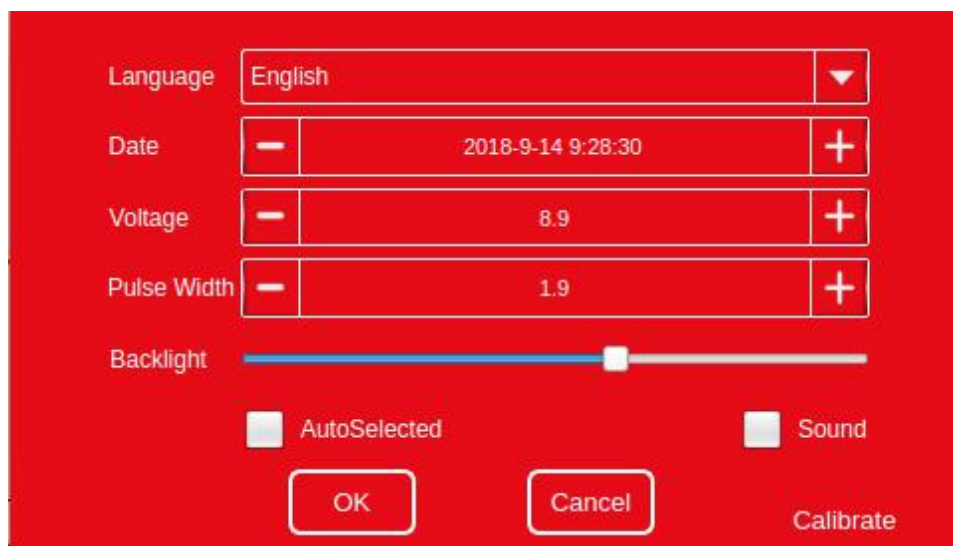 Language English
Date 2018-9-14 9:28:30
Voltage 8.9
Pulse Width 1.9
Backlight
AutoSelected Sound
OK Cancel
Calibrate